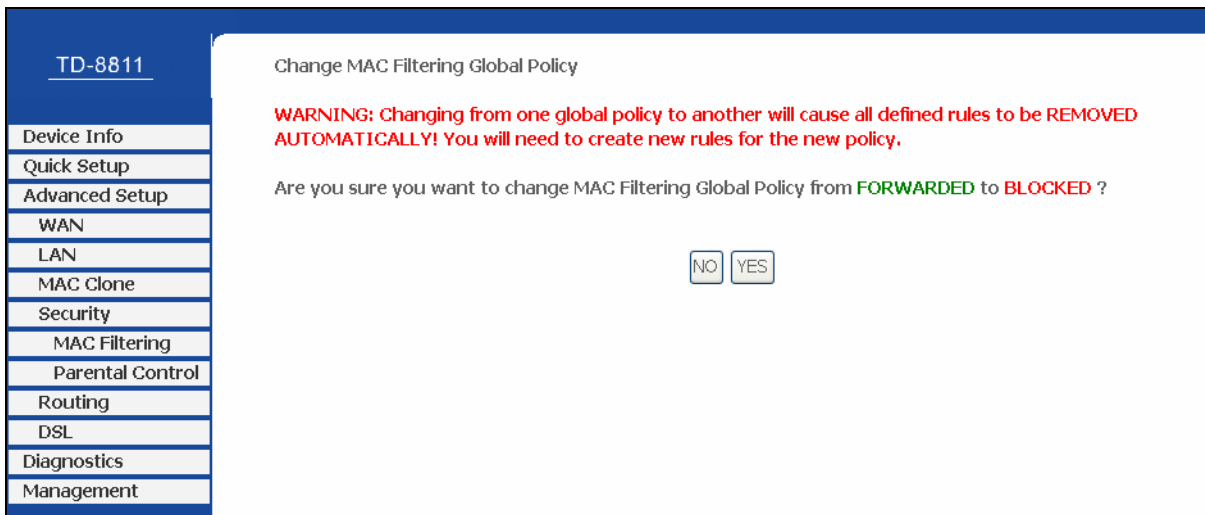 TD-8811
Device Info
Quick Setup
Advanced Setup
WAN
LAN
MAC Clone
Security
MAC Filtering
Parental Control
Routing
DSL
Diagnostics
Management
Change MAC Filtering Global Policy
WARNING: Changing from one global policy to another will cause all defined rules to be REMOVED
AUTOMATICALLY! You will need to create new rules for the new policy.
Are you sure you want to change MAC Filtering Global Policy from FORWARDED to BLOCKED ?
NO YES